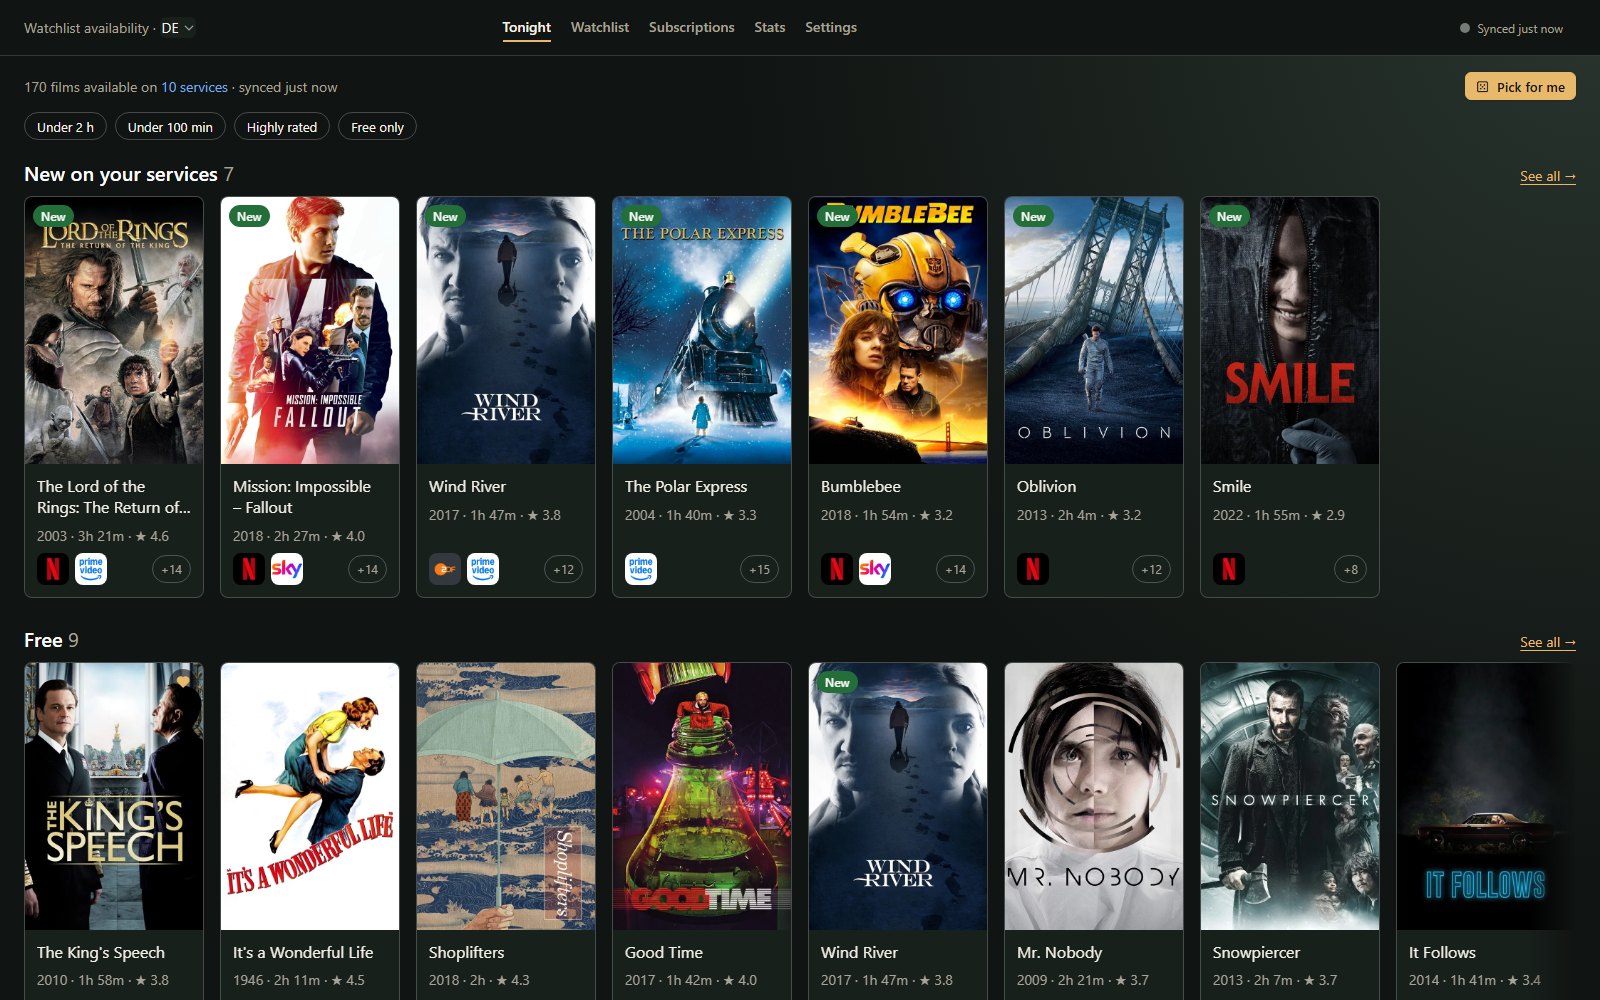 Watchlist availability · DE
Tonight
Watchlist
Subscriptions
Stats
Settings
Synced just now
170 films available on 10 services · synced just now
Pick for me
Under 2 h
Under 100 min
Highly rated
Free only
New on your services 7
See all →
New
LORD OF THE RINGS
THE RETURN OF THE KING
New
MISSION: IMPOSSIBLE
FALLOUT
New
WIND
RIVER
New
THE POLAR EXPRESS
New
BUMBLEBEE
New
OBLIVION
New
SMILE
The Lord of the
Rings: The Return of...
2003 · 3h 21m · ★ 4.6
N
prime video
+14
Mission: Impossible
– Fallout
2018 · 2h 27m · ★ 4.0
N
sky
+14
Wind River
2017 · 1h 47m · ★ 3.8
ZDF
prime video
+12
The Polar Express
2004 · 1h 40m · ★ 3.3
prime video
+15
Bumblebee
2018 · 1h 54m · ★ 3.2
N
sky
+14
Oblivion
2013 · 2h 4m · ★ 3.2
N
+12
Smile
2022 · 1h 55m · ★ 2.9
N
+8
Free 9
See all →
THE KING'S
SPEECH
IT'S A WONDERFUL LIFE
Shoplifters
GOOD TIME
New
WIND
RIVER
MR. NOBODY
SNOWPIERCER
IT FOLLOWS
The King's Speech
2010 · 1h 58m · ★ 3.8
It's a Wonderful Life
1946 · 2h 11m · ★ 4.5
Shoplifters
2018 · 2h · ★ 4.3
Good Time
2017 · 1h 42m · ★ 4.0
Wind River
2017 · 1h 47m · ★ 3.8
Mr. Nobody
2009 · 2h 21m · ★ 3.7
Snowpiercer
2013 · 2h 7m · ★ 3.7
It Follows
2014 · 1h 41m · ★ 3.4